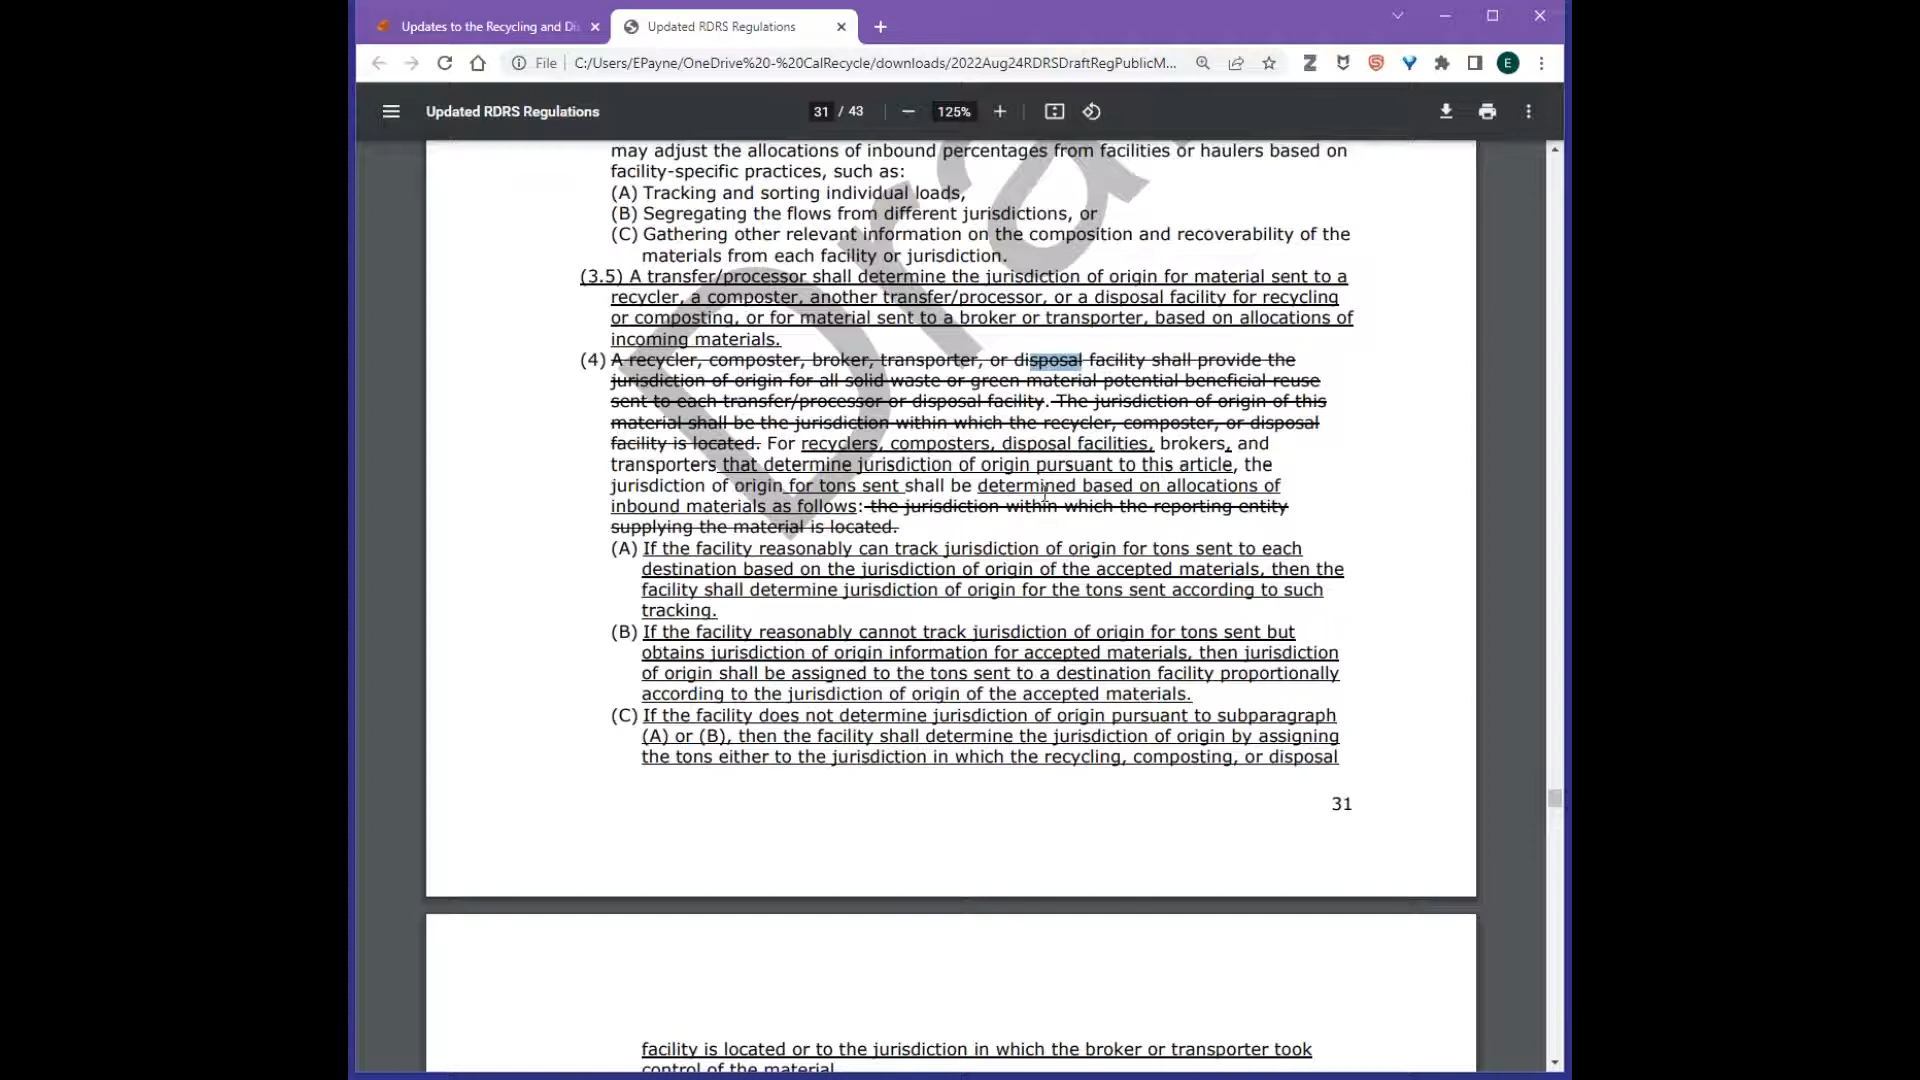 Updates to the Recycling and Di
Updated RDRS Regulations
File
C:/Users/EPayne/OneDrive%20-%20CalRecycle/downloads/2022Aug24RDRSDraftRegPublicM...
E
Updated RDRS Regulations
31 / 43
125%
Dra
may adjust the allocations of inbound percentages from facilities or haulers based on
facility-specific practices, such as:
(A) Tracking and sorting individual loads,
(B) Segregating the flows from different jurisdictions, or
(C) Gathering other relevant information on the composition and recoverability of the
materials from each facility or jurisdiction.
(3.5) A transfer/processor shall determine the jurisdiction of origin for material sent to a
recycler, a composter, another transfer/processor, or a disposal facility for recycling
or composting, or for material sent to a broker or transporter, based on allocations of
incoming materials.
(4) A recycler, composter, broker, transporter, or disposal facility shall provide the
jurisdiction of origin for all solid waste or green material potential beneficial reuse
sent to each transfer/processor or disposal facility. The jurisdiction of origin of this
material shall be the jurisdiction within which the recycler, composter, or disposal
facility is located. For recyclers, composters, disposal facilities, brokers, and
transporters that determine jurisdiction of origin pursuant to this article, the
jurisdiction of origin for tons sent shall be determined based on allocations of
inbound materials as follows: the jurisdiction within which the reporting entity
supplying the material is located.
(A) If the facility reasonably can track jurisdiction of origin for tons sent to each
destination based on the jurisdiction of origin of the accepted materials, then the
facility shall determine jurisdiction of origin for the tons sent according to such
tracking.
(B) If the facility reasonably cannot track jurisdiction of origin for tons sent but
obtains jurisdiction of origin information for accepted materials, then jurisdiction
of origin shall be assigned to the tons sent to a destination facility proportionally
according to the jurisdiction of origin of the accepted materials.
(C) If the facility does not determine jurisdiction of origin pursuant to subparagraph
(A) or (B), then the facility shall determine the jurisdiction of origin by assigning
the tons either to the jurisdiction in which the recycling, composting, or disposal
31
facility is located or to the jurisdiction in which the broker or transporter took
control of the material